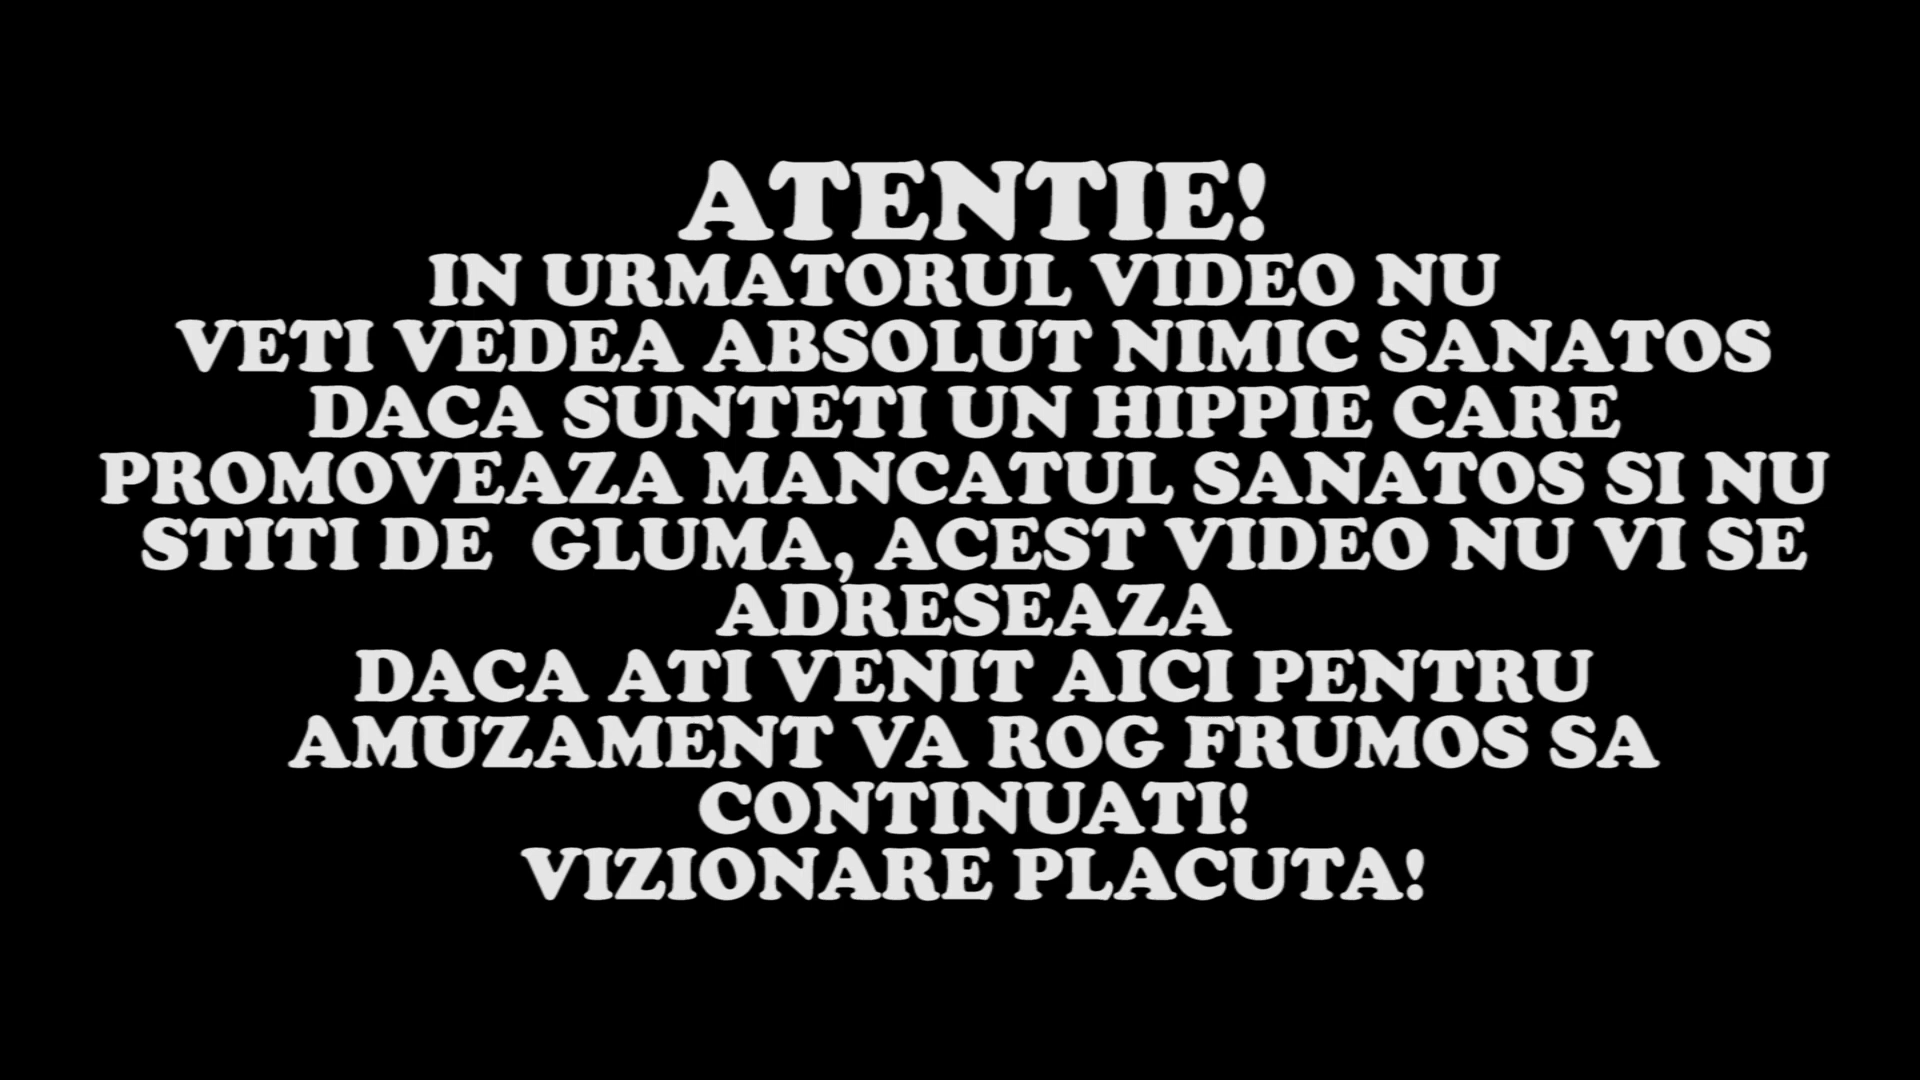 ATENTIE!
IN URMATORUL VIDEO NU
VETI VEDEA ABSOLUT NIMIC SANATOS
DACA SUNTETI UN HIPPIE CARE
PROMOVEAZA MANCATUL SANATOS SI NU
STITI DE GLUMA, ACEST VIDEO NU VI SE
ADRESEAZA
DACA ATI VENIT AICI PENTRU
AMUZAMENT VA ROG FRUMOS SA
CONTINUATI!
VIZIONARE PLACUTA!